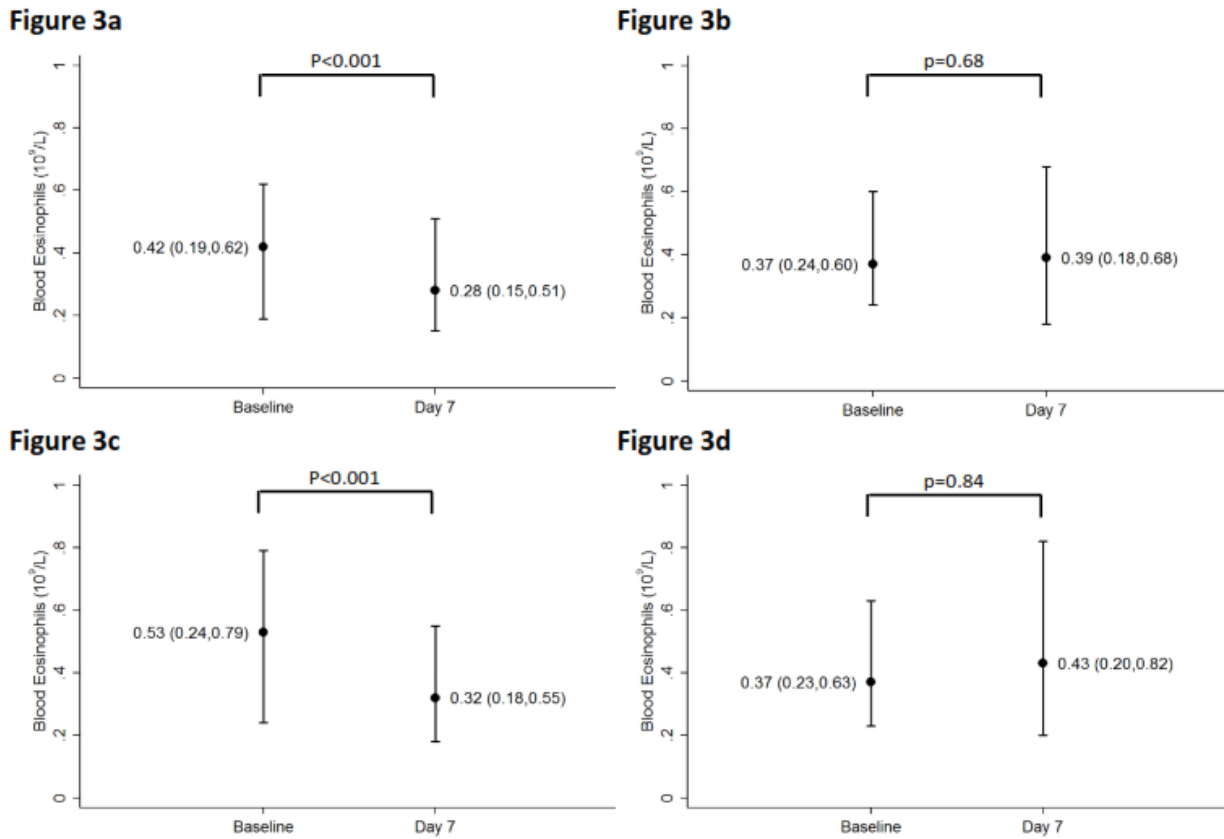 Figure 3a
P<0.001
Blood Eosinophils (10⁹/L)
1
.8
.6
.4
.2
0
0.42 (0.19,0.62)
0.28 (0.15,0.51)
Baseline
Day 7
Figure 3b
p=0.68
Blood Eosinophils (10⁹/L)
1
.8
.6
.4
.2
0
0.37 (0.24,0.60)
0.39 (0.18,0.68)
Baseline
Day 7
Figure 3c
P<0.001
Blood Eosinophils (10⁹/L)
1
.8
.6
.4
.2
0
0.53 (0.24,0.79)
0.32 (0.18,0.55)
Baseline
Day 7
Figure 3d
p=0.84
Blood Eosinophils (10⁹/L)
1
.8
.6
.4
.2
0
0.37 (0.23,0.63)
0.43 (0.20,0.82)
Baseline
Day 7